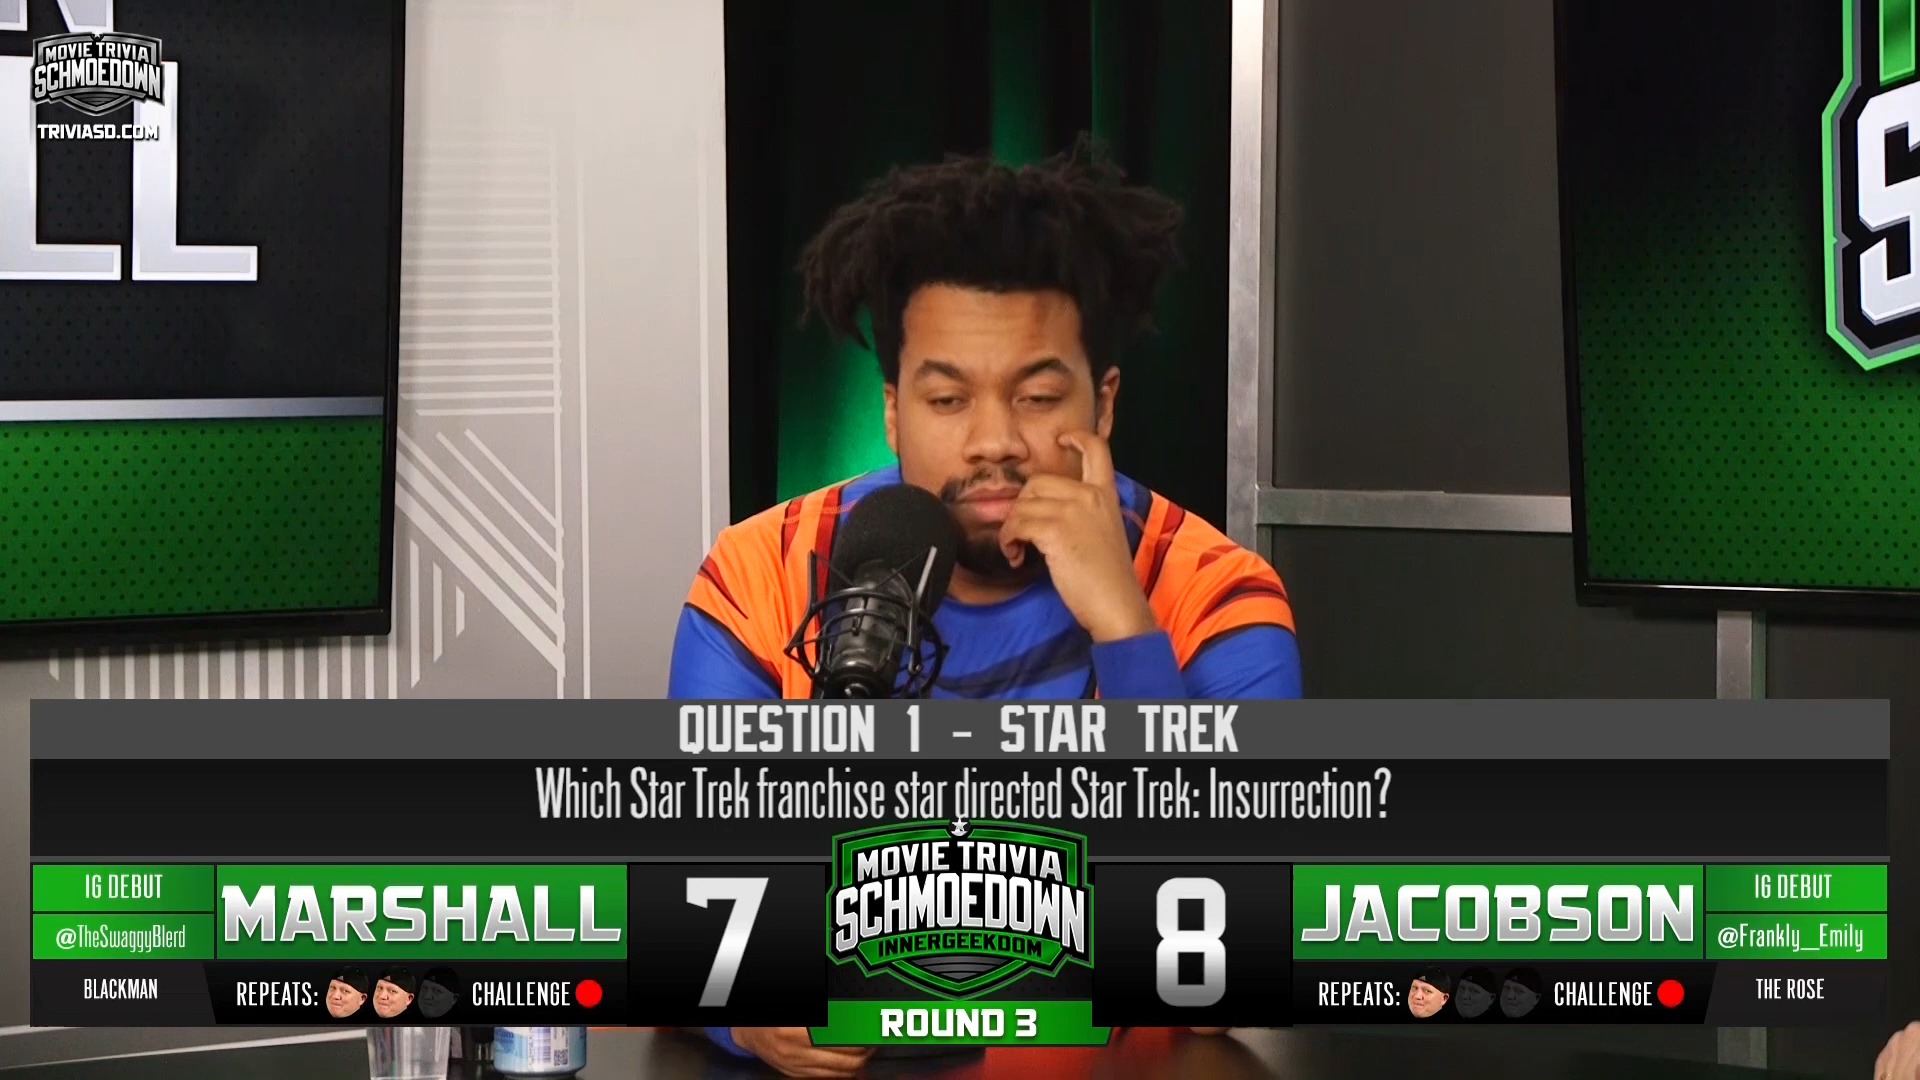 MOVIE TRIVIA
SCHMOEDOWN
TRIVIASD.COM
LL
S
QUESTION 1 - STAR TREK
Which Star Trek franchise star directed Star Trek: Insurrection?
IG DEBUT
@TheSwaggyBlerd
BLACKMAN
MARSHALL
REPEATS:
CHALLENGE
7
MOVIE TRIVIA
SCHMOEDOWN
INNERGEEKDOM
ROUND 3
8
JACOBSON
REPEATS:
CHALLENGE
IG DEBUT
@Frankly__Emily
THE ROSE